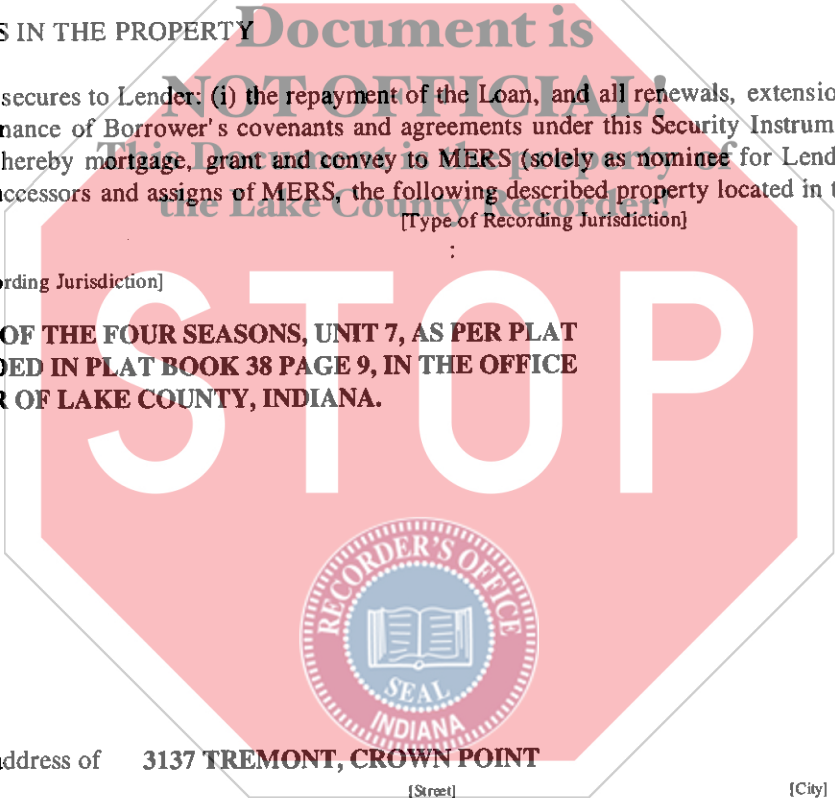 S IN THE PROPERTY
Document is
NOT OFFICIAL!
secures to Lender: (i) the repayment of the Loan, and all renewals, extensio
nance of Borrower's covenants and agreements under this Security Instrum
hereby mortgage, grant and convey to MERS (solely as nominee for Lend
This Document is the property of
ccessors and assigns of MERS, the following described property located in t
the Lake County Recorder!
[Type of Recording Jurisdiction]
:
rding Jurisdiction]
OF THE FOUR SEASONS, UNIT 7, AS PER PLAT
DED IN PLAT BOOK 38 PAGE 9, IN THE OFFICE
R OF LAKE COUNTY, INDIANA.
STOP
RECORDER'S OFFICE
SEAL
INDIANA
address of 3137 TREMONT, CROWN POINT
[Street] [City]